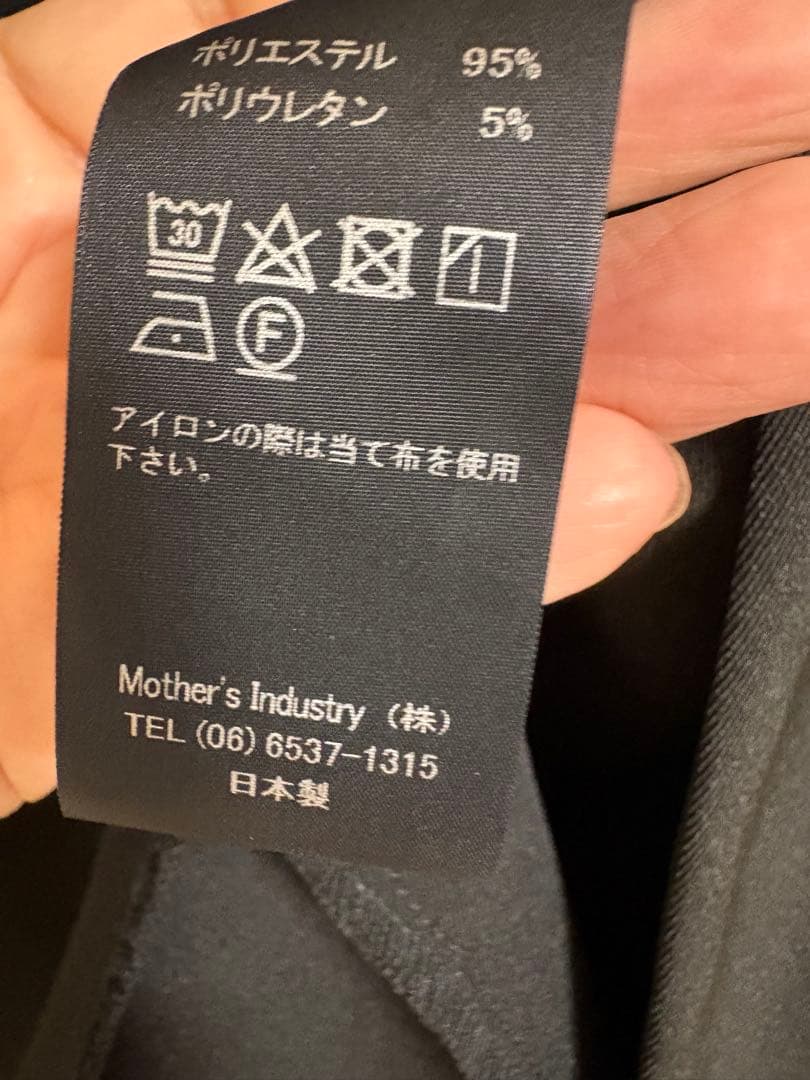 ポリエステル 95%
ポリウレタン 5%
30
F
アイロンの際は当て布を使用
下さい。
Mother's Industry (株)
TEL (06) 6537-1315
日本製